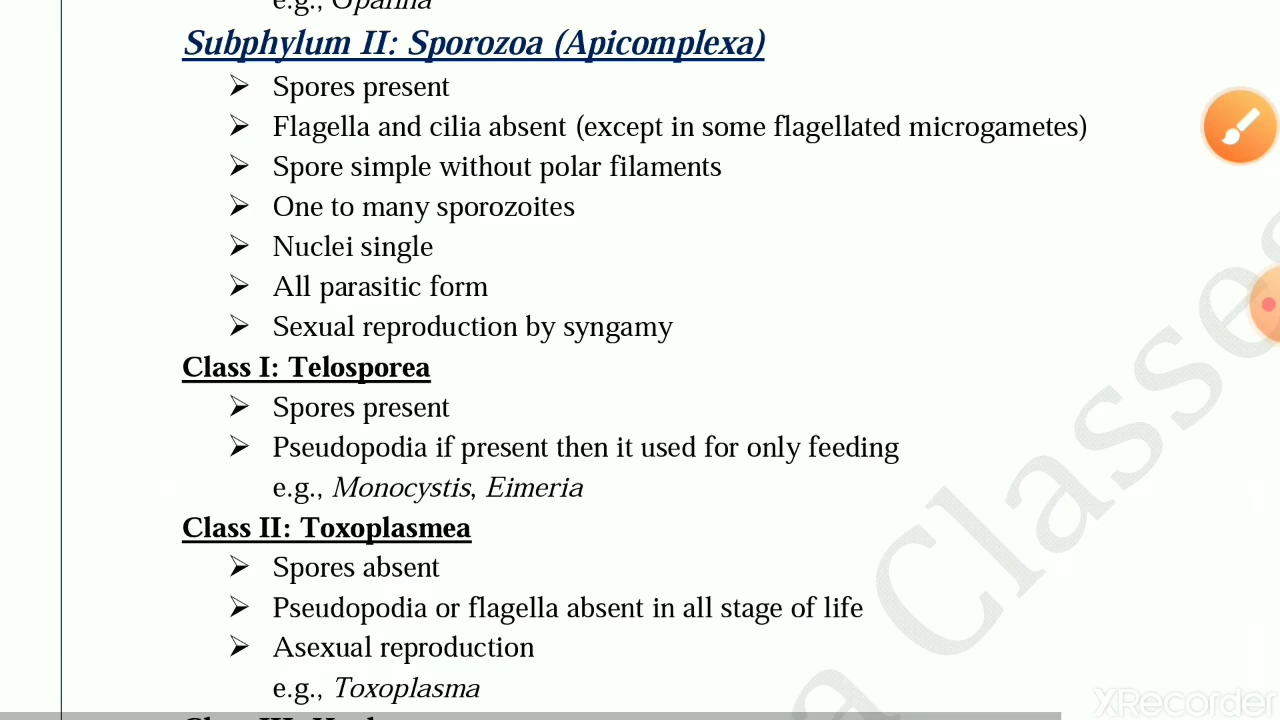 e.g., Opalina
Subphylum II: Sporozoa (Apicomplexa)
➢ Spores present
➢ Flagella and cilia absent (except in some flagellated microgametes)
➢ Spore simple without polar filaments
➢ One to many sporozoites
➢ Nuclei single
➢ All parasitic form
➢ Sexual reproduction by syngamy
Class I: Telosporea
➢ Spores present
➢ Pseudopodia if present then it used for only feeding
e.g., Monocystis, Eimeria
Class II: Toxoplasmea
➢ Spores absent
➢ Pseudopodia or flagella absent in all stage of life
➢ Asexual reproduction
e.g., Toxoplasma
Class III:
Classes
XRecorder